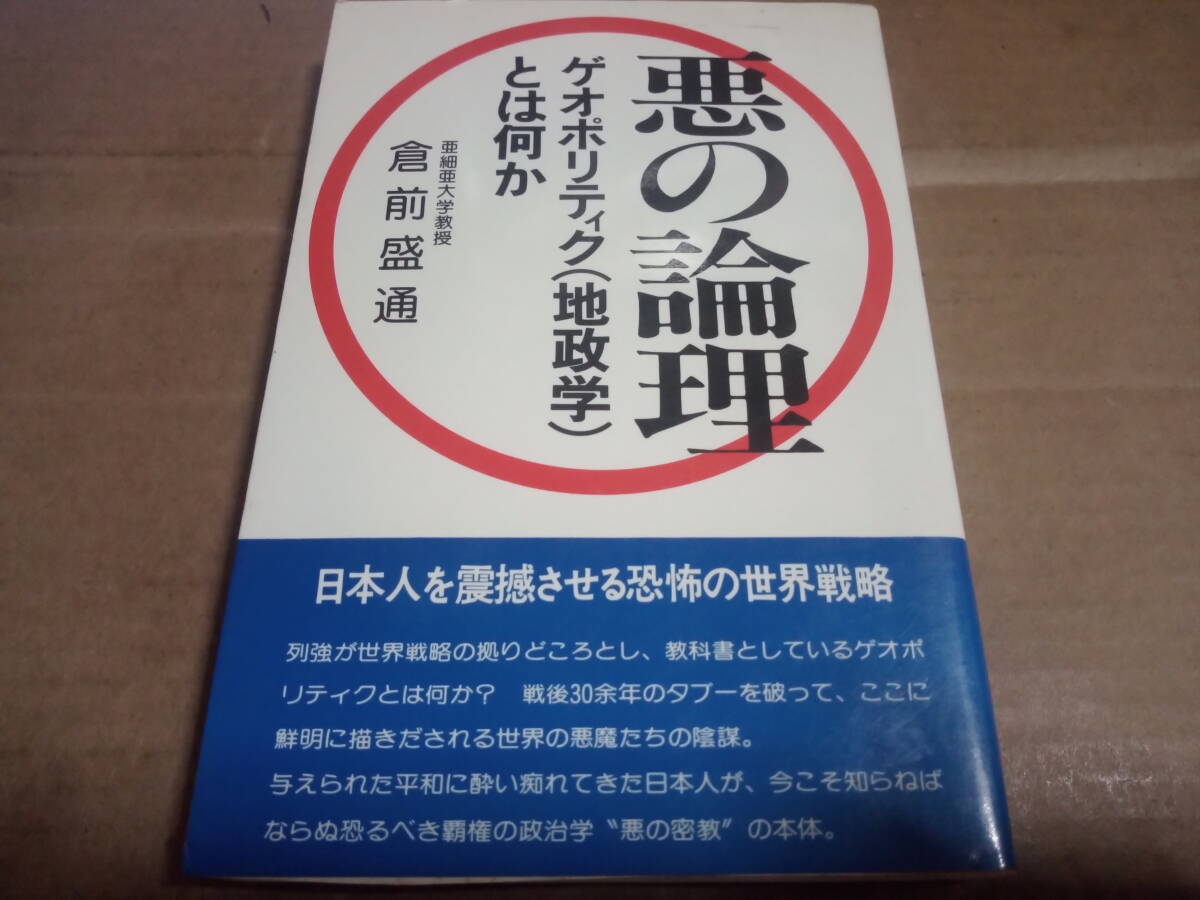 悪の論理
ゲオポリティク(地政学)
とは何か
亜細亜大学教授
倉前盛通
日本人を震撼させる恐怖の世界戦略
列強が世界戦略の拠りどころとし、教科書としているゲオポ
リティクとは何か? 戦後30余年のタブーを破って、ここに
鮮明に描きだされる世界の悪魔たちの陰謀。
与えられた平和に酔い痴れてきた日本人が、今こそ知らねば
ならぬ恐るべき覇権の政治学〝悪の密教〟の本体。